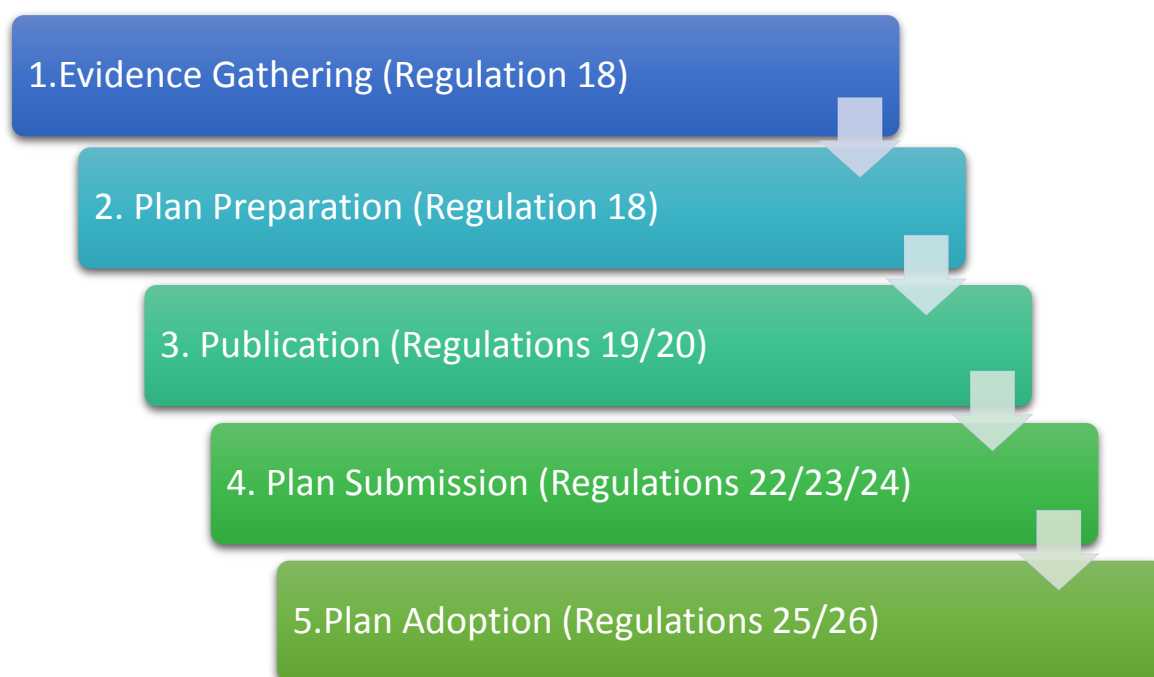 1.Evidence Gathering (Regulation 18)
2. Plan Preparation (Regulation 18)
3. Publication (Regulations 19/20)
4. Plan Submission (Regulations 22/23/24)
5.Plan Adoption (Regulations 25/26)